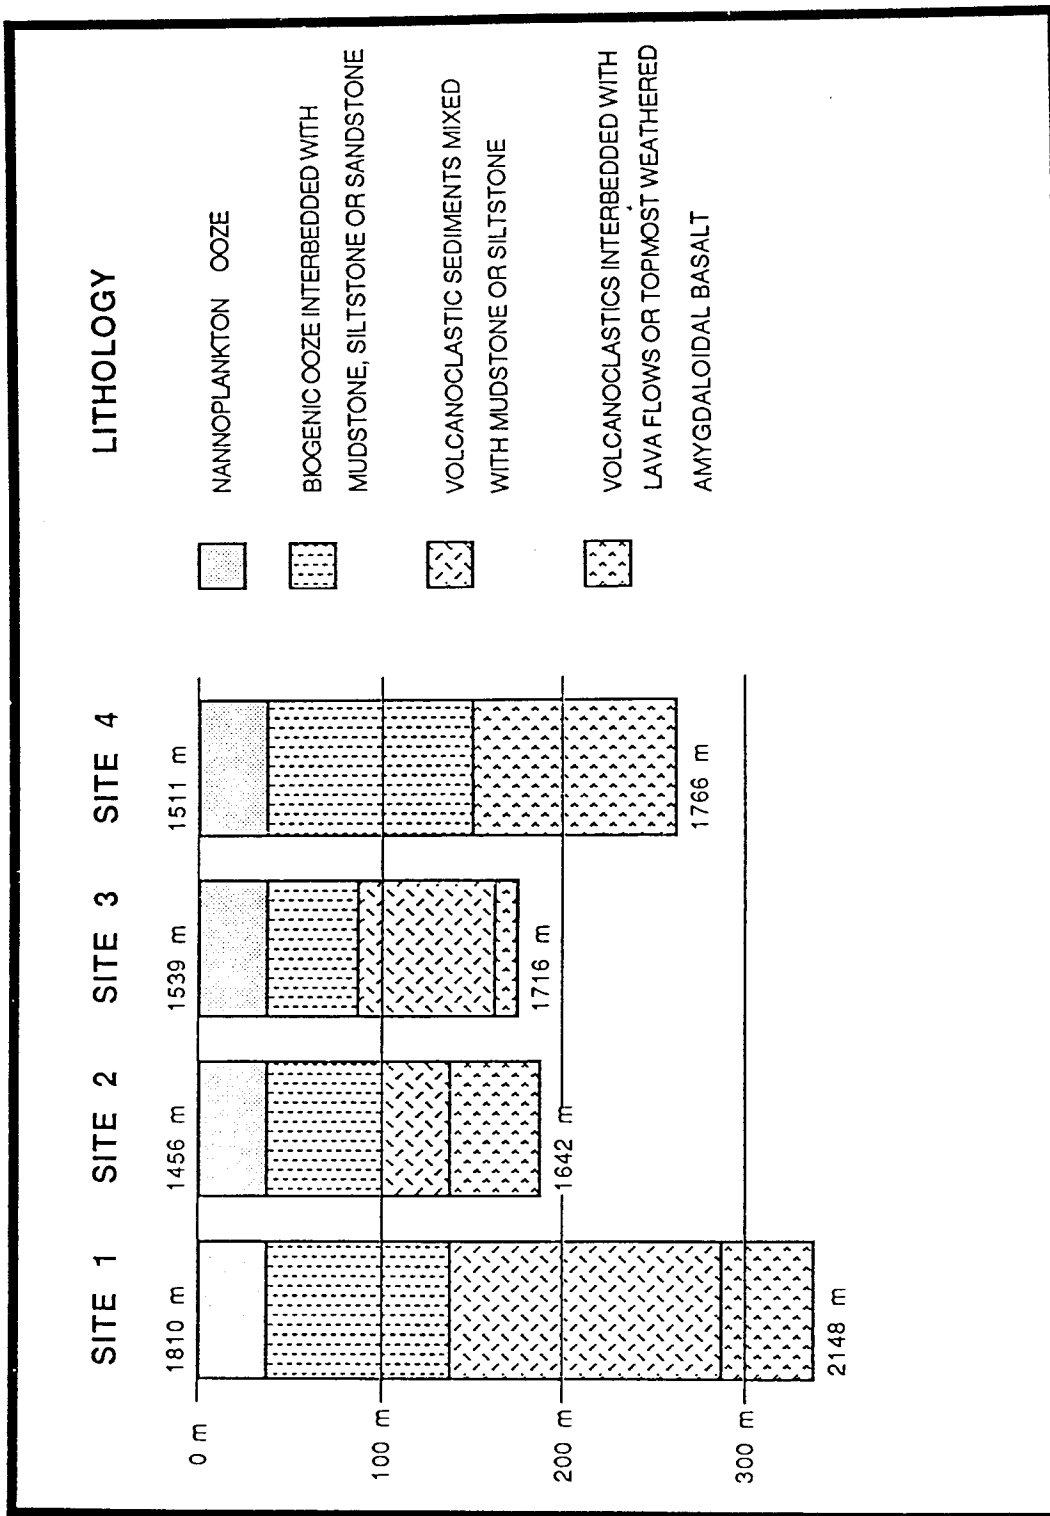 SITE 1
SITE 2
SITE 3
SITE 4
LITHOLOGY
1810 m
1456 m
1539 m
1511 m
0 m
100 m
200 m
300 m
2148 m
1642 m
1716 m
1766 m
NANNOPLANKTON OOZE
BIOGENIC OOZE INTERBEDDED WITH
MUDSTONE, SILTSTONE OR SANDSTONE
VOLCANOCLASTIC SEDIMENTS MIXED
WITH MUDSTONE OR SILTSTONE
VOLCANOCLASTICS INTERBEDDED WITH
LAVA FLOWS OR TOPMOST WEATHERED
AMYGDALOIDAL BASALT